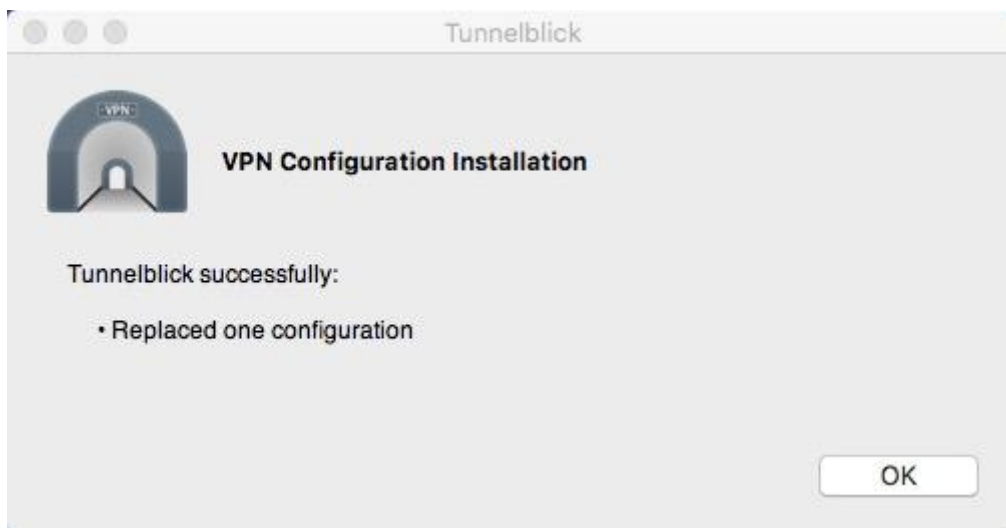 Tunnelblick
VPN
VPN Configuration Installation
Tunnelblick successfully:
• Replaced one configuration
OK